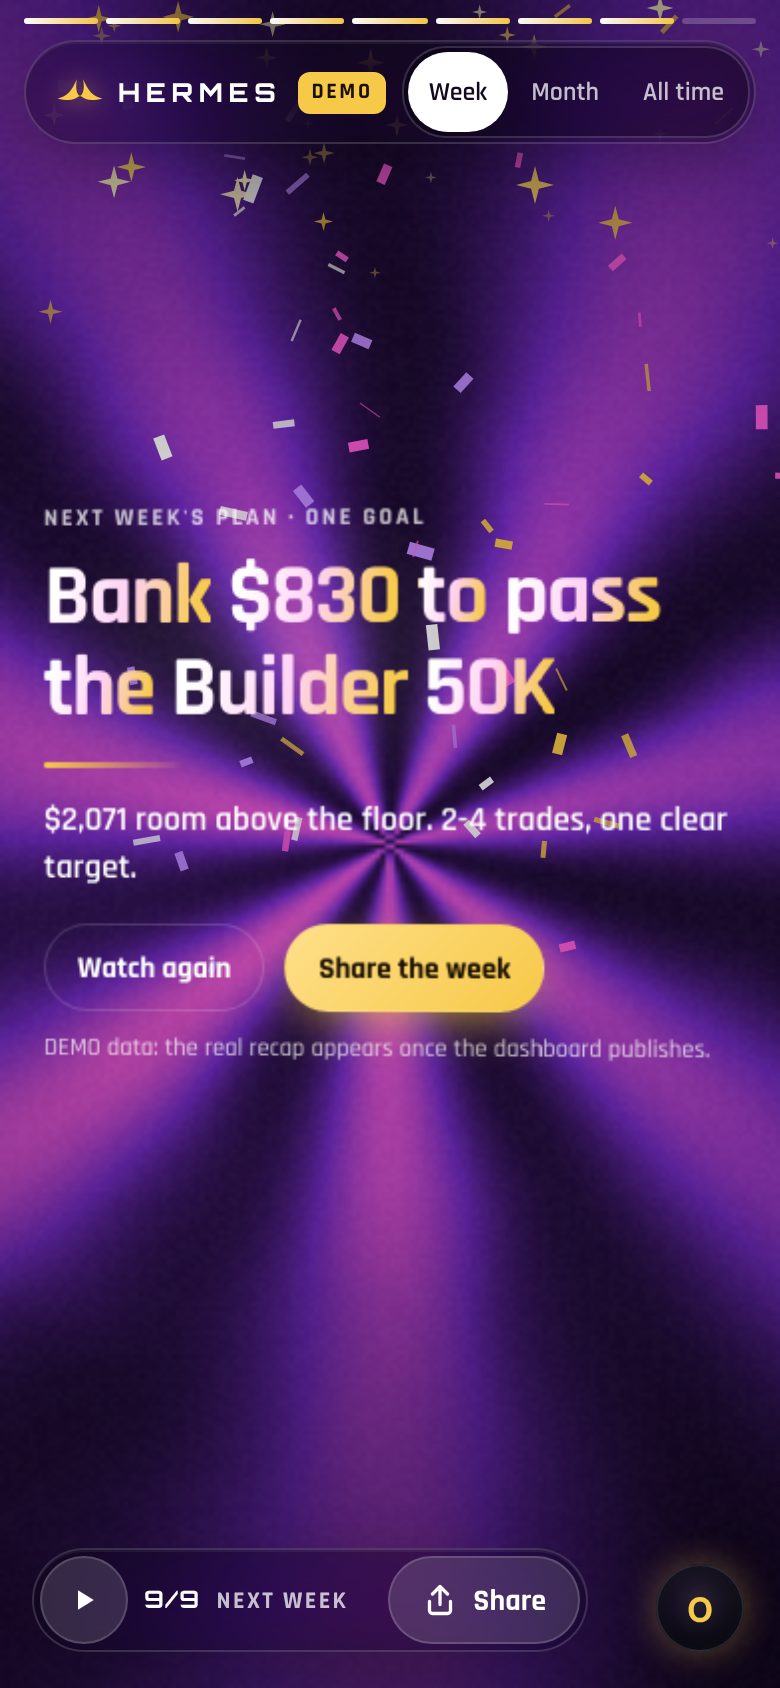 HERMES DEMO Week Month All time
NEXT WEEK'S PLAN · ONE GOAL
Bank $830 to pass
the Builder 50K
$2,071 room above the floor. 2-4 trades, one clear
target.
Watch again Share the week
DEMO data: the real recap appears once the dashboard publishes.
9/9 NEXT WEEK Share O